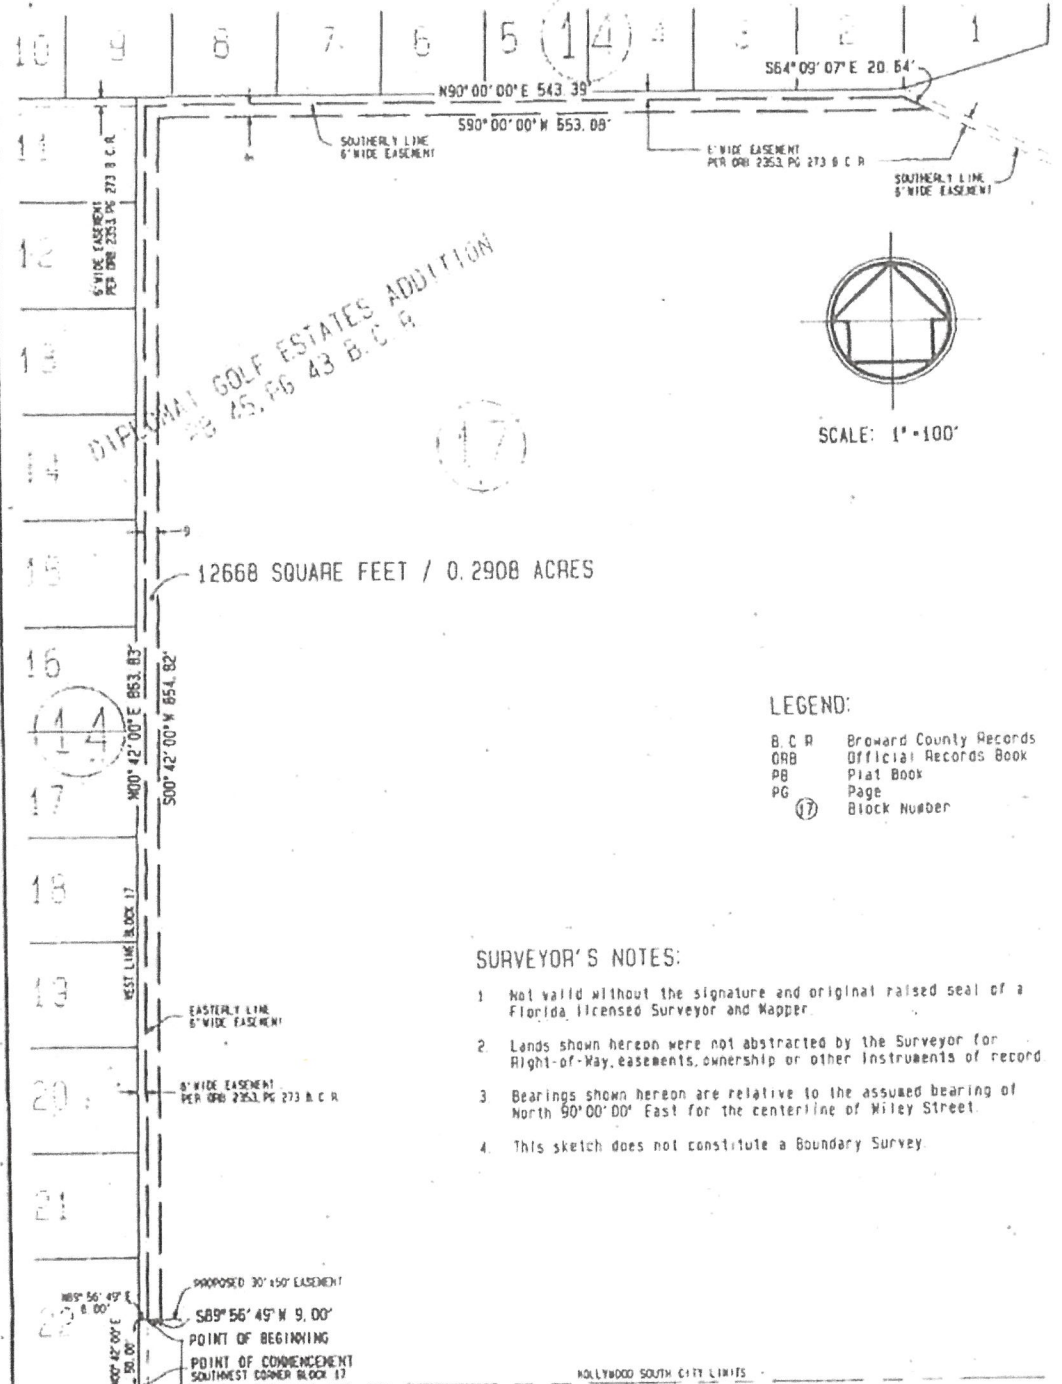 10 9 8 7 6 5 14 4 3 2 1
S64°09'07"E 20.64'
N90°00'00"E 543.39'
S90°00'00"W 553.08'
SOUTHERLY LINE
6' WIDE EASEMENT
6' WIDE EASEMENT
PER ORB 2353, PG 273 B C R
SOUTHERLY LINE
6' WIDE EASEMENT
11
6' WIDE EASEMENT
PER ORB 2353 PG 273 B C.R
12
DIPLOMAT GOLF ESTATES ADDITION
PB 45, PG 43 B. C. R
13
17
SCALE: 1"=100'
14
9
15
12668 SQUARE FEET / 0.2908 ACRES
16
14
N00°42'00"E 863.83'
S00°42'00"W 854.82'
17
LEGEND:
B. C R Broward County Records
ORB Official Records Book
PB Plat Book
PG Page
17 Block Number
18
WEST LINE BLOCK 17
SURVEYOR'S NOTES:
1 Not valid without the signature and original raised seal of a
Florida licensed Surveyor and Mapper.
2. Lands shown hereon were not abstracted by the Surveyor for
Right-of-Way, easements, ownership or other instruments of record.
3 Bearings shown hereon are relative to the assumed bearing of
North 90°00'00" East for the centerline of Wiley Street.
4. This sketch does not constitute a Boundary Survey.
19
EASTERLY LINE
6' WIDE EASEMENT
20
6' WIDE EASEMENT
PER ORB 2353, PG 273 B. C R
21
PROPOSED 30'x50' EASEMENT
N89°56'49"E
6.00'
22
S89°56'49"W 9.00'
POINT OF BEGINNING
POINT OF COMMENCEMENT
SOUTHWEST CORNER BLOCK 17
N00°42'00"E
50.00'
HOLLYWOOD SOUTH CITY LIMITS